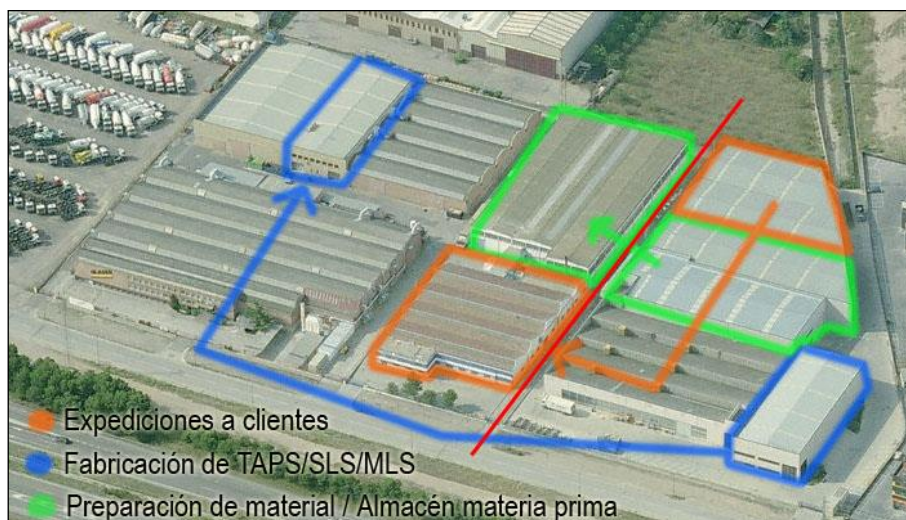 Expediciones a clientes
Fabricación de TAPS/SLS/MLS
Preparación de material / Almacén materia prima